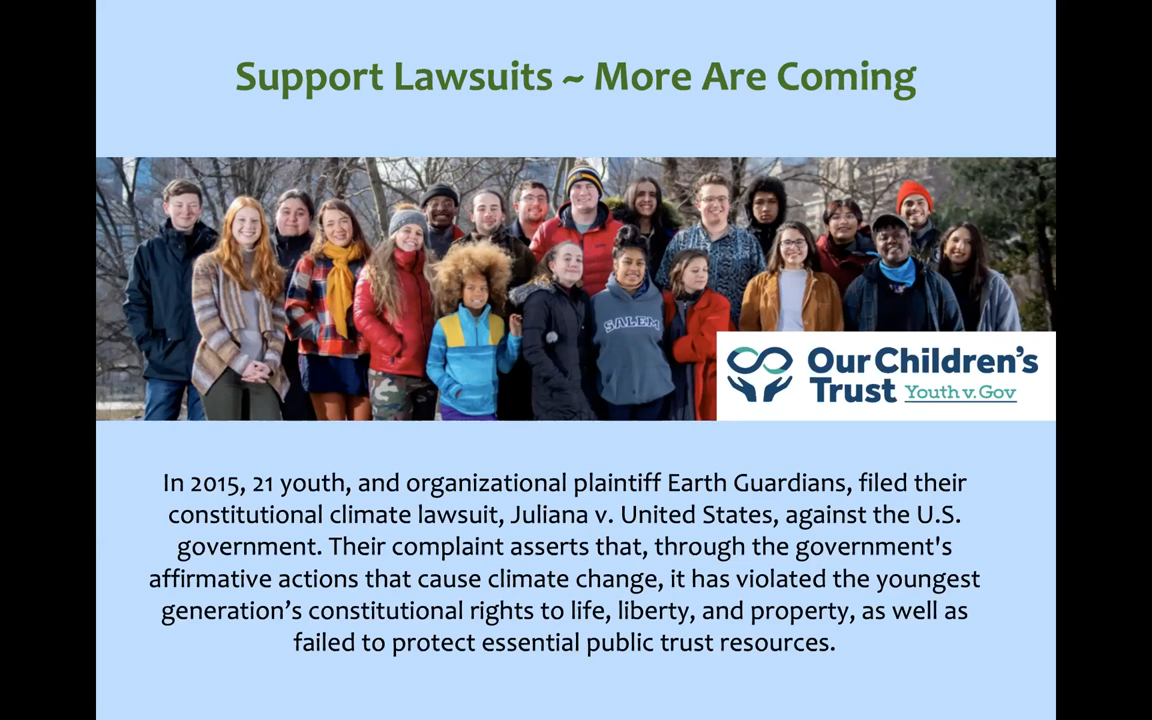 Support Lawsuits ~ More Are Coming
SALEM
Our Children's
Trust Youth v. Gov
In 2015, 21 youth, and organizational plaintiff Earth Guardians, filed their
constitutional climate lawsuit, Juliana v. United States, against the U.S.
government. Their complaint asserts that, through the government's
affirmative actions that cause climate change, it has violated the youngest
generation’s constitutional rights to life, liberty, and property, as well as
failed to protect essential public trust resources.